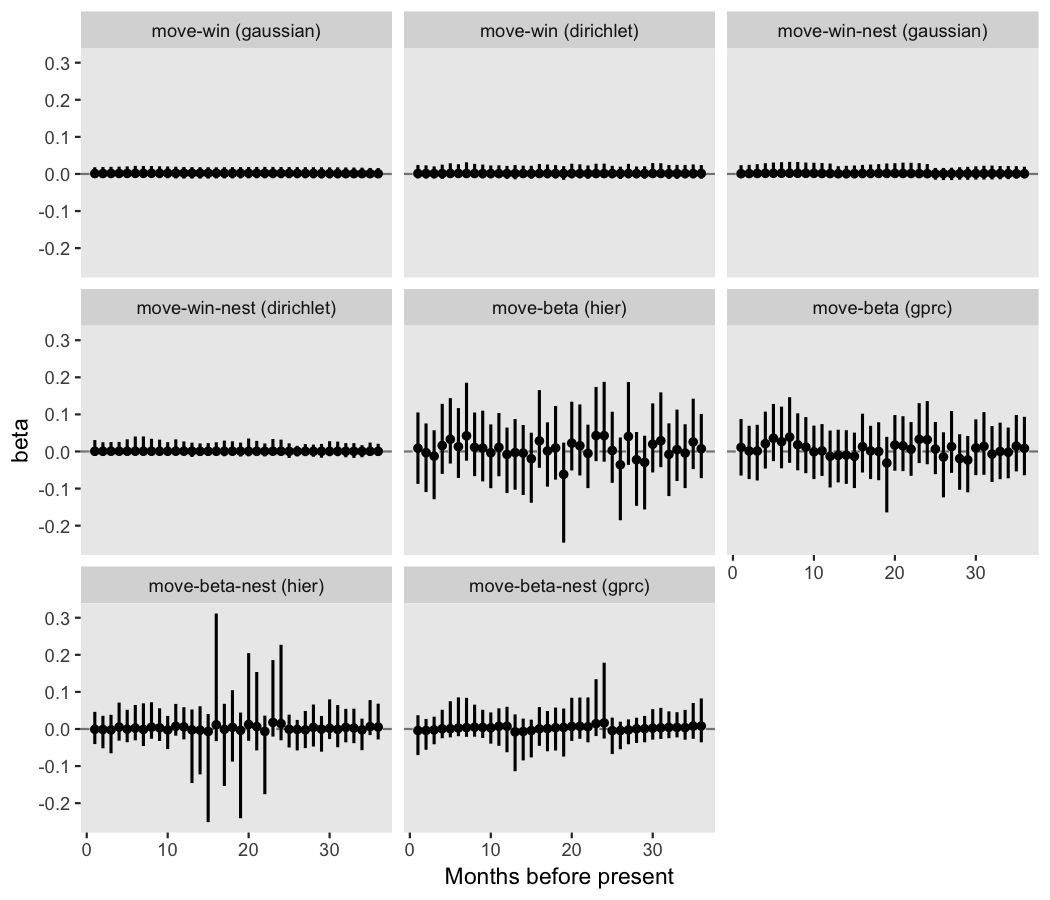 move-win (gaussian) move-win (dirichlet) move-win-nest (gaussian)
0.3
0.2
0.1
0.0
-0.1
-0.2
move-win-nest (dirichlet) move-beta (hier) move-beta (gprc)
0.3
0.2
0.1
0.0
-0.1
-0.2
beta
0 10 20 30
move-beta-nest (hier) move-beta-nest (gprc)
0.3
0.2
0.1
0.0
-0.1
-0.2
0 10 20 30 0 10 20 30
Months before present